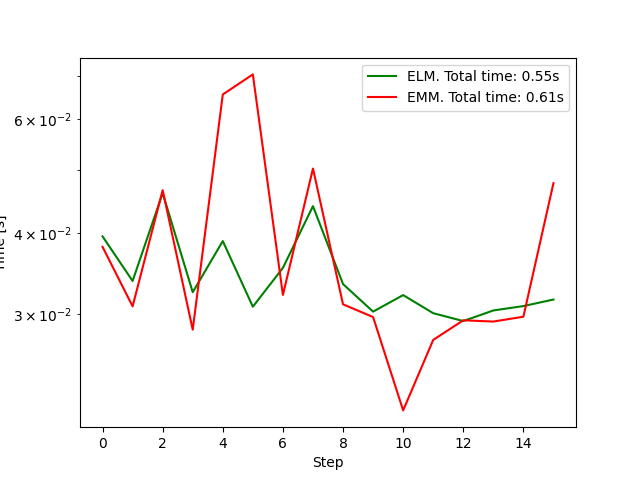 ELM. Total time: 0.55s
EMM. Total time: 0.61s
6 × 10⁻²
4 × 10⁻²
3 × 10⁻²
Time [s]
0 2 4 6 8 10 12 14
Step